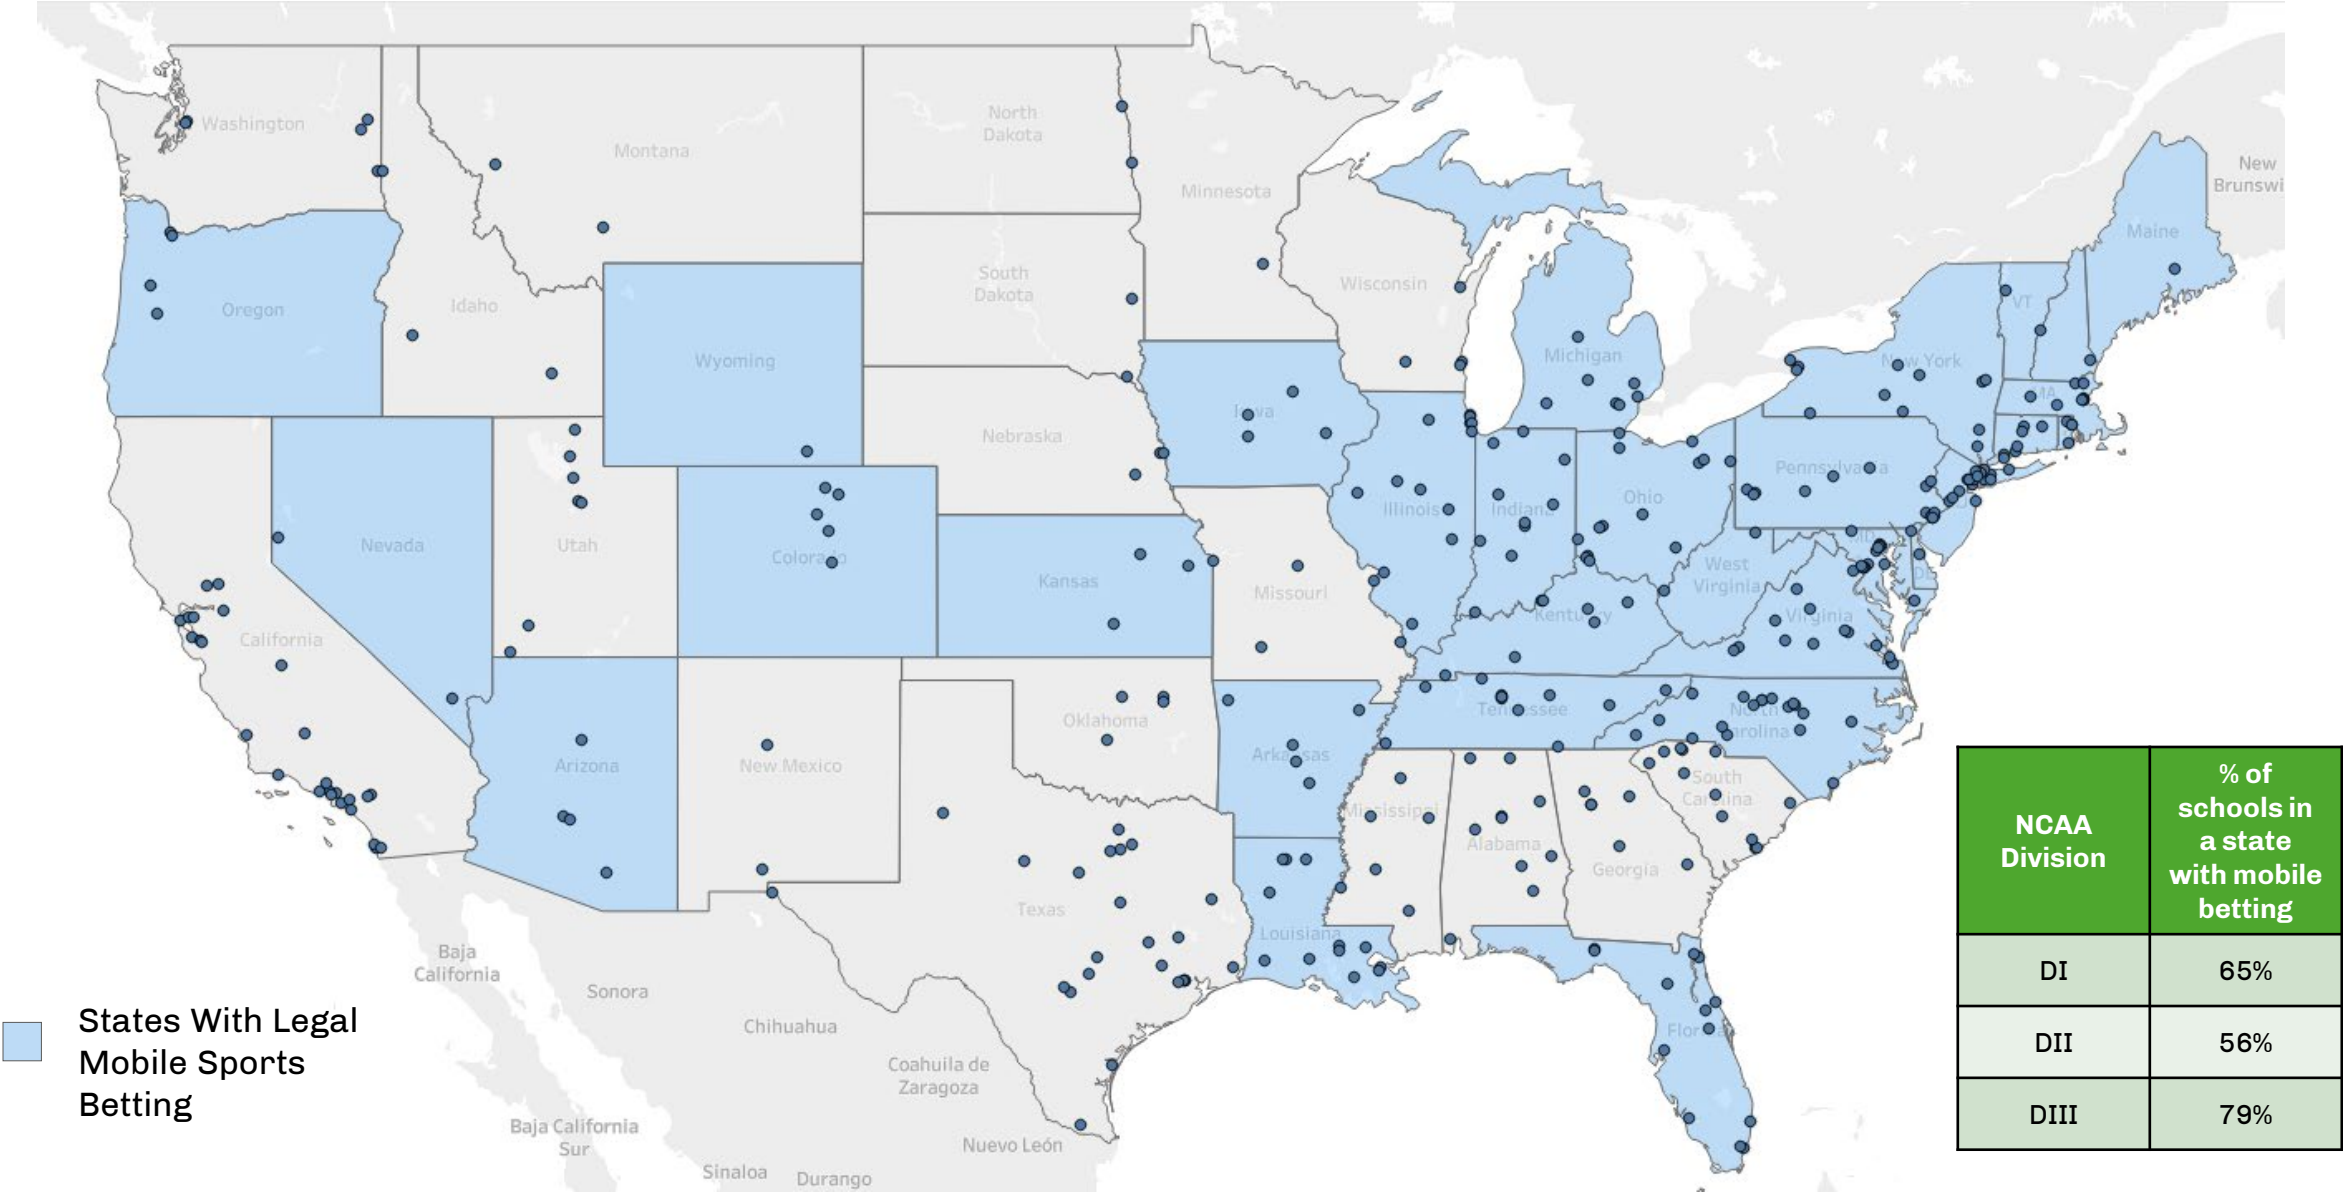 Washington
Montana
North
Dakota
Minnesota
New
Brunswi
Maine
Oregon
Idaho
South
Dakota
Wisconsin
VT
Wyoming
Michigan
New York
MA
Nebraska
Iowa
Pennsylvania
Nevada
Utah
Colorado
Kansas
Missouri
Illinois
Indiana
Ohio
West
Virginia
MD
DE
Virginia
Kentucky
California
Arizona
New Mexico
Oklahoma
Arkansas
Tennessee
North
Carolina
South
Carolina
Mississippi
Alabama
Georgia
Texas
Louisiana
Florida
Baja
California
Sonora
Chihuahua
Coahuila de
Zaragoza
Baja California
Sur
Nuevo León
Sinaloa
Durango
States With Legal
Mobile Sports
Betting
NCAA
Division
% of
schools in
a state
with mobile
betting
DI
65%
DII
56%
DIII
79%